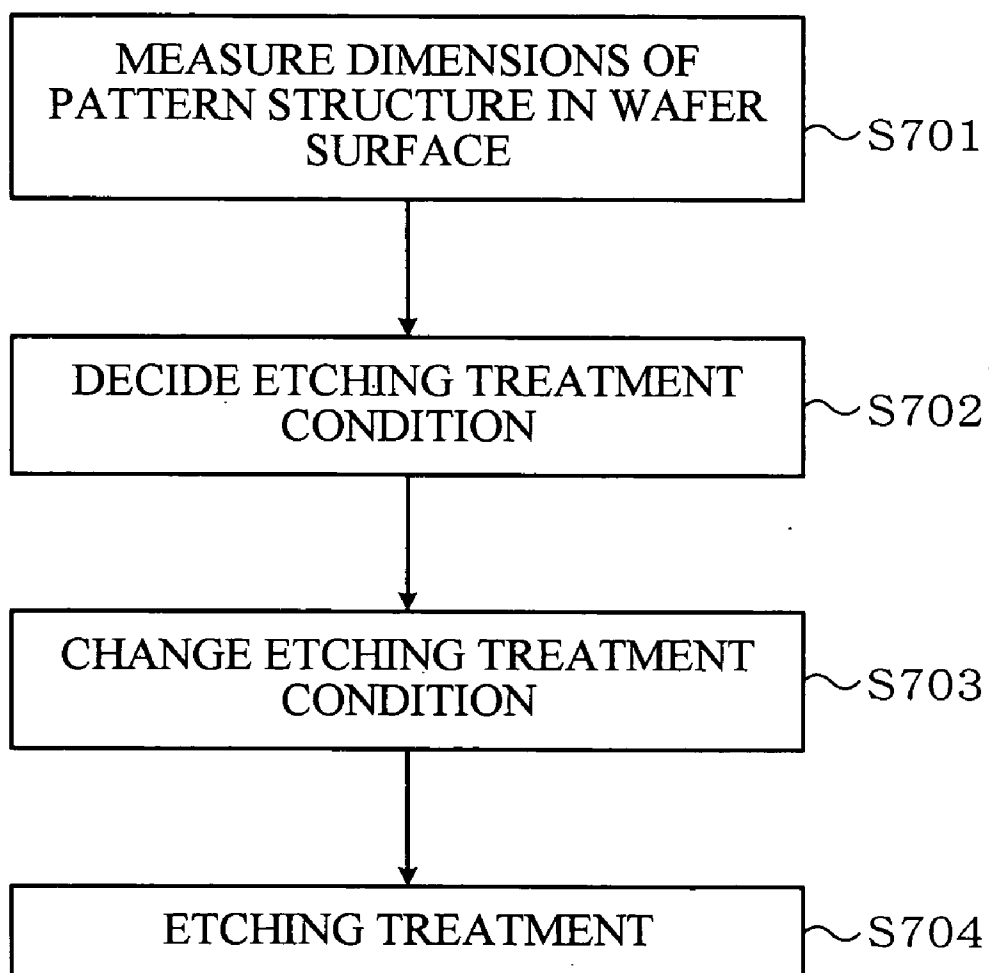 MEASURE DIMENSIONS OF
PATTERN STRUCTURE IN WAFER
SURFACE
S701
DECIDE ETCHING TREATMENT
CONDITION
S702
CHANGE ETCHING TREATMENT
CONDITION
S703
ETCHING TREATMENT
S704